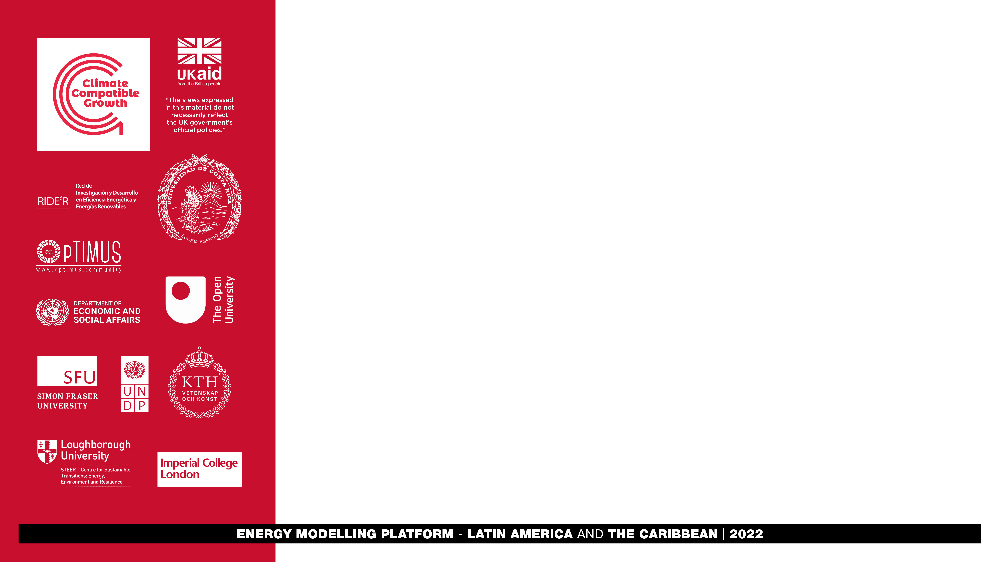 Climate
Compatible
Growth
UKaid
from the British people
“The views expressed
in this material do not
necessarily reflect
the UK government’s
official policies.”
RIDE³R
Red de
Investigación y Desarrollo
en Eficiencia Energética y
Energías Renovables
UNIVERSIDAD DE COSTA RICA
LUCEM ASPICIO
OpTIMUS
GOALS
www.optimus.community
DEPARTMENT OF
ECONOMIC AND
SOCIAL AFFAIRS
The Open
University
SFU
SIMON FRASER
UNIVERSITY
UN
DP
KTH
VETENSKAP
OCH KONST
Loughborough
University
STEER – Centre for Sustainable
Transitions: Energy,
Environment and Resilience
Imperial College
London
ENERGY MODELLING PLATFORM - LATIN AMERICA AND THE CARIBBEAN | 2022